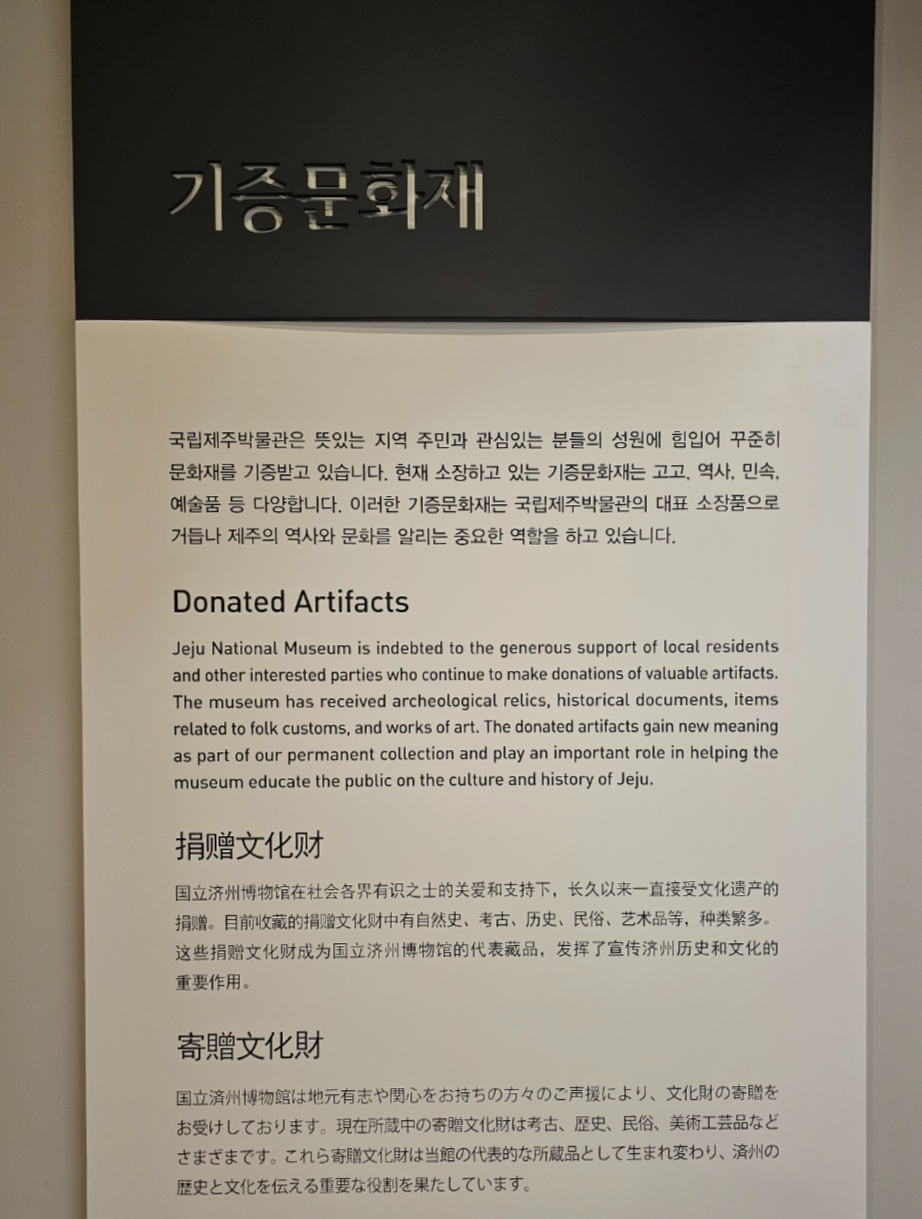 기증문화재
국립제주박물관은 뜻있는 지역 주민과 관심있는 분들의 성원에 힘입어 꾸준히
문화재를 기증받고 있습니다. 현재 소장하고 있는 기증문화재는 고고, 역사, 민속,
예술품 등 다양합니다. 이러한 기증문화재는 국립제주박물관의 대표 소장품으로
거듭나 제주의 역사와 문화를 알리는 중요한 역할을 하고 있습니다.
Donated Artifacts
Jeju National Museum is indebted to the generous support of local residents
and other interested parties who continue to make donations of valuable artifacts.
The museum has received archeological relics, historical documents, items
related to folk customs, and works of art. The donated artifacts gain new meaning
as part of our permanent collection and play an important role in helping the
museum educate the public on the culture and history of Jeju.
捐赠文化财
国立济州博物馆在社会各界有识之士的关爱和支持下，长久以来一直接受文化遗产的
捐赠。目前收藏的捐赠文化财中有自然史、考古、历史、民俗、艺术品等，种类繁多。
这些捐赠文化财成为国立济州博物馆的代表藏品，发挥了宣传济州历史和文化的
重要作用。
寄贈文化財
国立済州博物館は地元有志や関心をお持ちの方々のご声援により、文化財の寄贈を
お受けしております。現在所蔵中の寄贈文化財は考古、歴史、民俗、美術工芸品など
さまざまです。これら寄贈文化財は当館の代表的な所蔵品として生まれ変わり、済州の
歴史と文化を伝える重要な役割を果たしています。